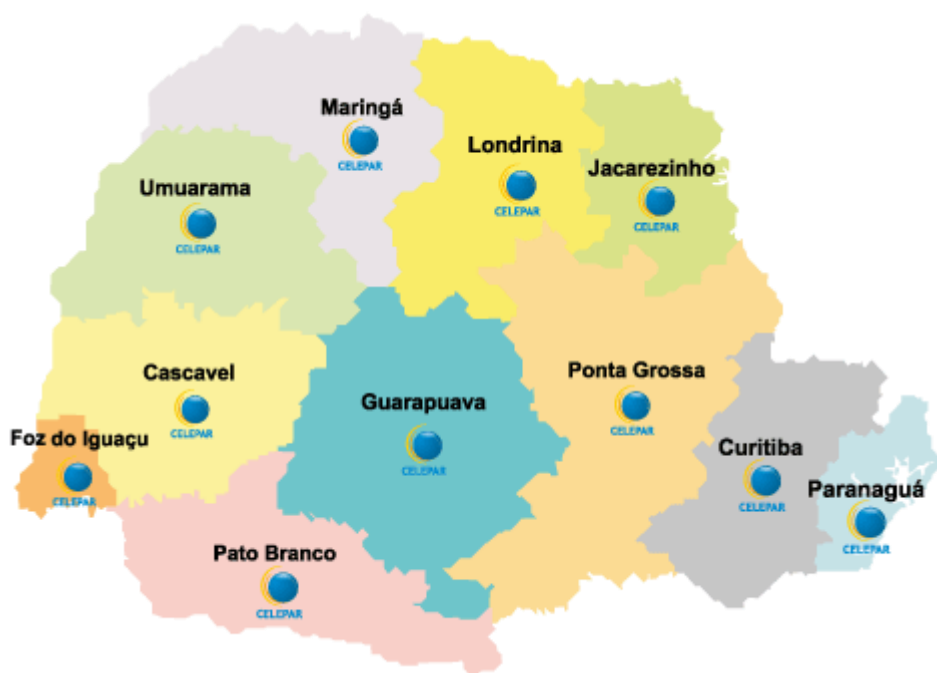 Maringá
CELEPAR
Londrina
CELEPAR
Jacarezinho
CELEPAR
Umuarama
CELEPAR
Cascavel
CELEPAR
Guarapuava
CELEPAR
Ponta Grossa
CELEPAR
Foz do Iguaçu
CELEPAR
Curitiba
CELEPAR
Paranaguá
CELEPAR
Pato Branco
CELEPAR